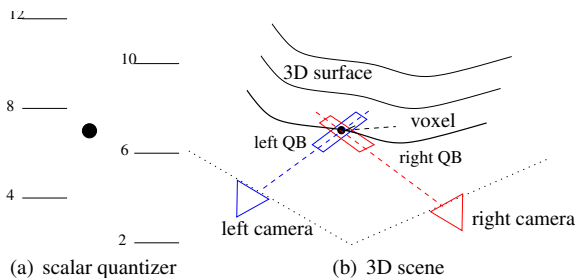 12
10
8
6
4
2
(a) scalar quantizer
3D surface
voxel
left QB
right QB
left camera
right camera
(b) 3D scene